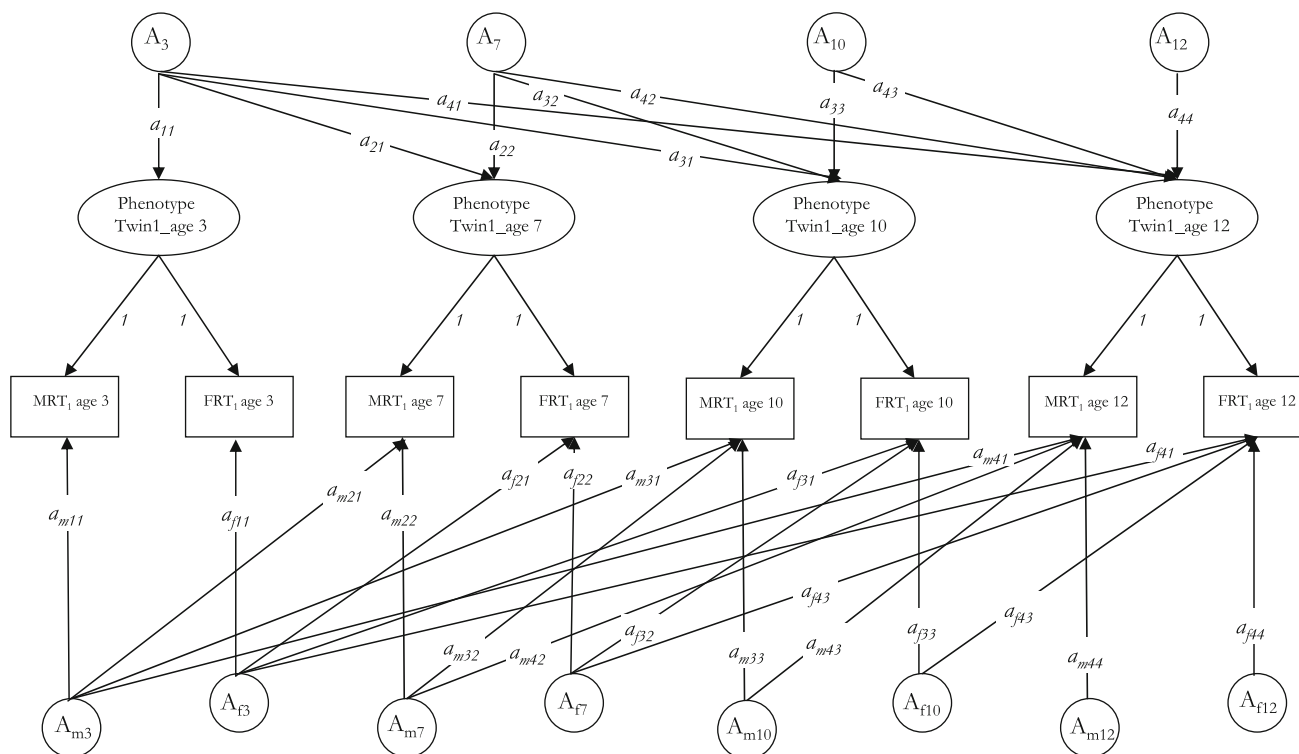 A3
A7
A10
A12
a41
a32
a42
a33
a43
a11
a44
a21
a22
a31
Phenotype
Twin1_age 3
Phenotype
Twin1_age 7
Phenotype
Twin1_age 10
Phenotype
Twin1_age 12
1
1
1
1
1
1
1
1
MRT1 age 3
FRT1 age 3
MRT1 age 7
FRT1 age 7
MRT1 age 10
FRT1 age 10
MRT1 age 12
FRT1 age 12
am21
af21
af22
am31
af31
am41
af41
am11
af11
am22
am32
am42
af32
af43
am33
am43
af33
af43
am44
af44
Am3
Af3
Am7
Af7
Am10
Af10
Am12
Af12